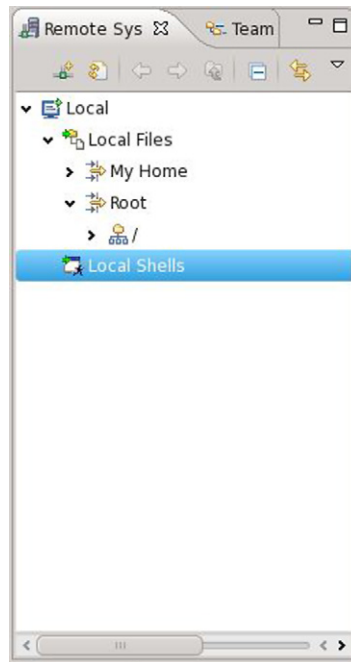 Remote Sys Team
Local
Local Files
My Home
Root
/
Local Shells